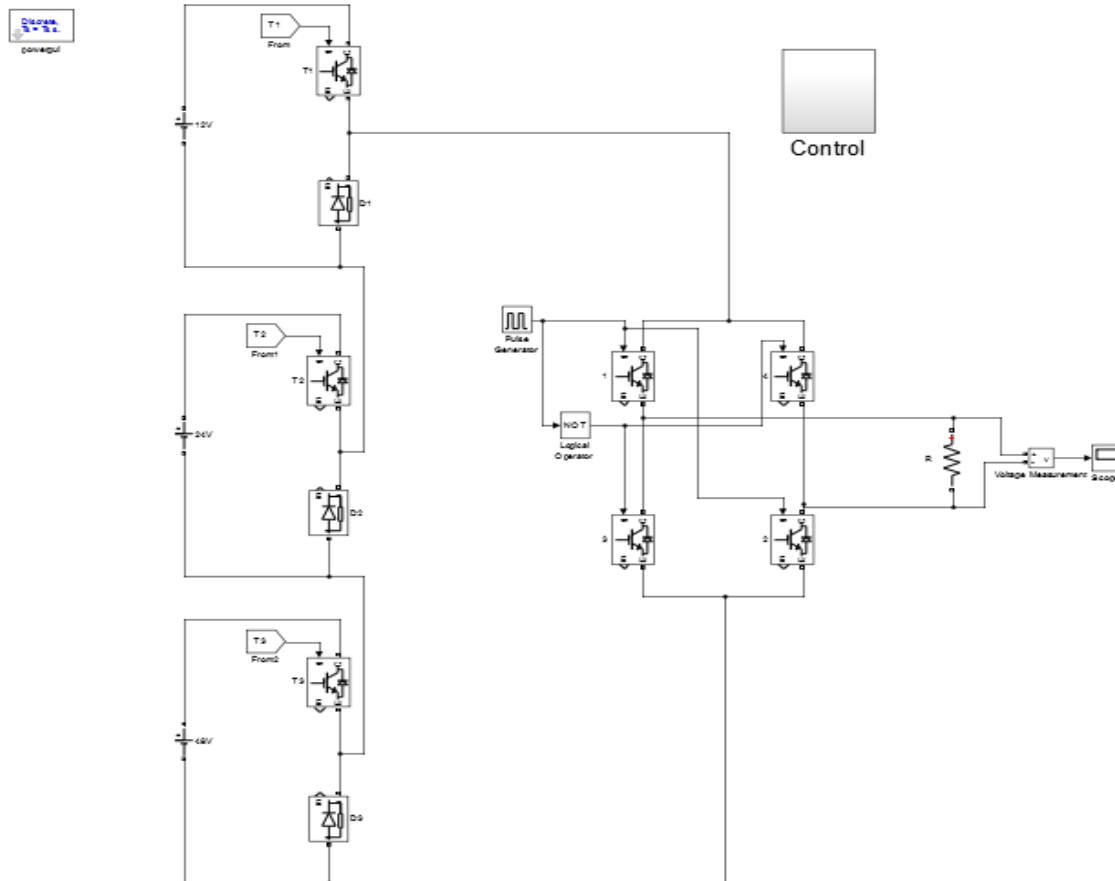 Discrete,
Ts = Ts s.
powergui
T1
From
T1
12V
D1
Control
T2
From1
T2
24V
D2
Pulse
Generator
1
4
NOT
Logical
Operator
R
+
-
v
Voltage Measurement
Scope
3
2
T3
From2
T3
48V
D3